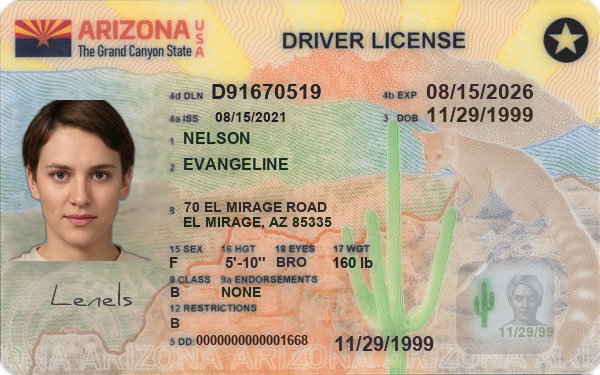 ARIZONA USA
The Grand Canyon State
DRIVER LICENSE
4d DLN D91670519 4b EXP 08/15/2026
4a ISS 08/15/2021 3 DOB 11/29/1999
1 NELSON
2 EVANGELINE
8 70 EL MIRAGE ROAD
EL MIRAGE, AZ 85335
15 SEX 16 HGT 18 EYES 17 WGT
F 5'-10" BRO 160 lb
9 CLASS 9a ENDORSEMENTS
B NONE
12 RESTRICTIONS
B
5 DD: 0000000000001668 11/29/1999
Lenels
11/29/99
ARIZONA ARIZONA ARIZONA ARIZONA